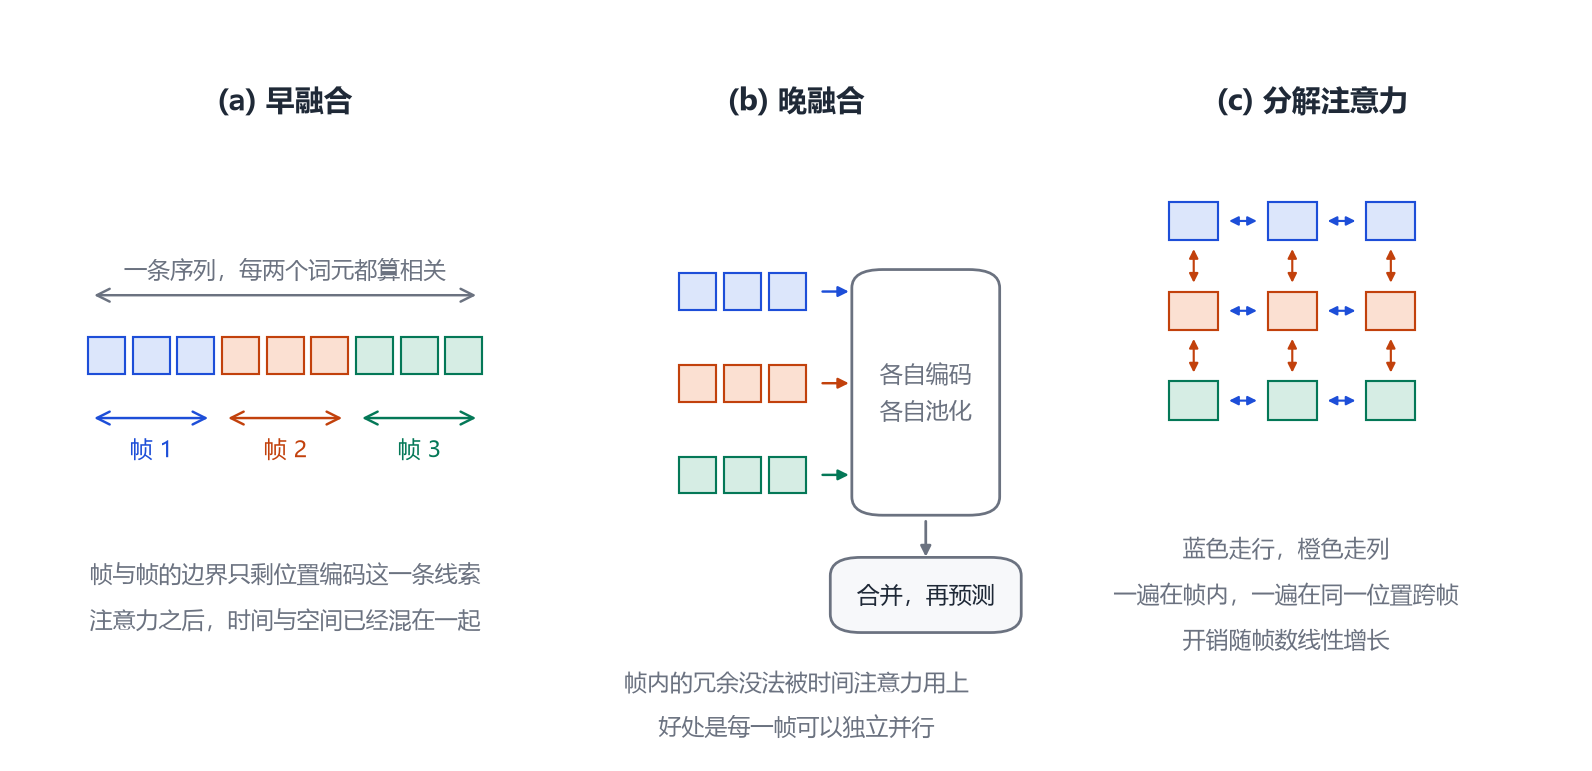 (a) 早融合
一条序列，每两个词元都算相关
帧 1
帧 2
帧 3
帧与帧的边界只剩位置编码这一条线索
注意力之后，时间与空间已经混在一起
(b) 晚融合
各自编码
各自池化
合并，再预测
帧内的冗余没法被时间注意力用上
好处是每一帧可以独立并行
(c) 分解注意力
蓝色走行，橙色走列
一遍在帧内，一遍在同一位置跨帧
开销随帧数线性增长